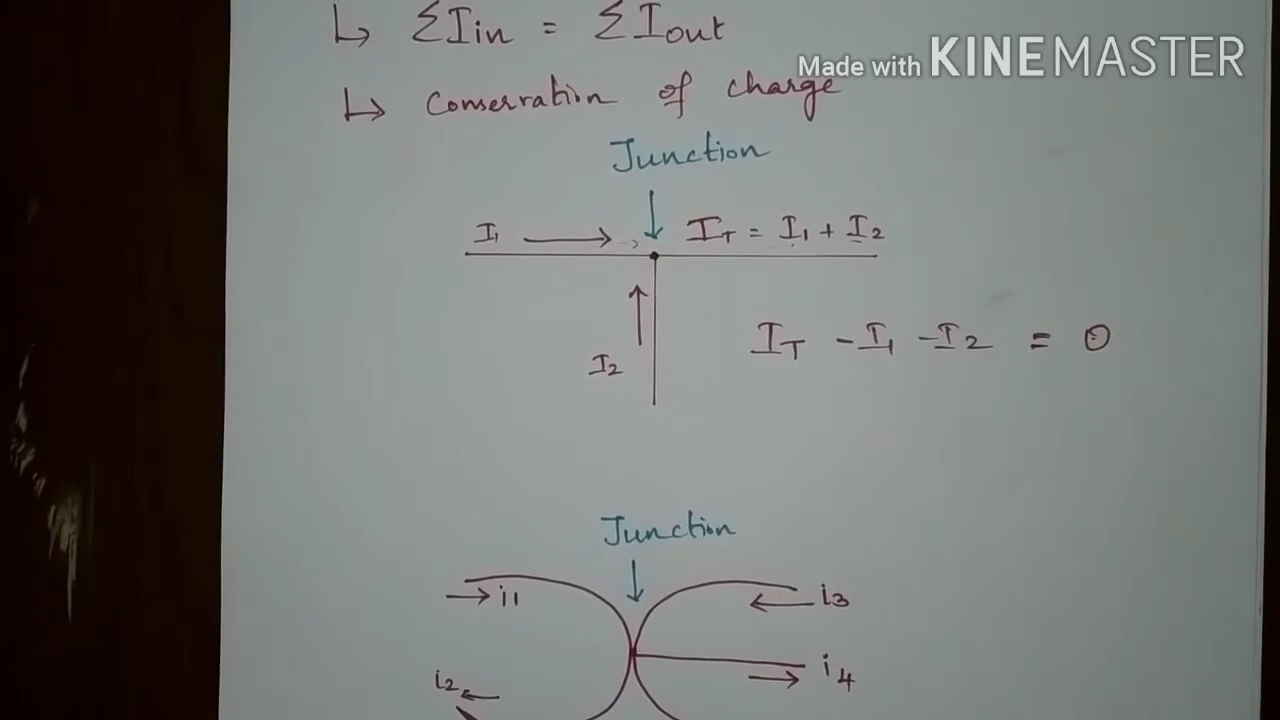 ↳ ΣIin = ΣIout
Made with KINEMASTER
↳ Conservation of charge
Junction
I1 → IT = I1 + I2
IT - I1 - I2 = 0
I2
Junction
i1 i3
i2 i4